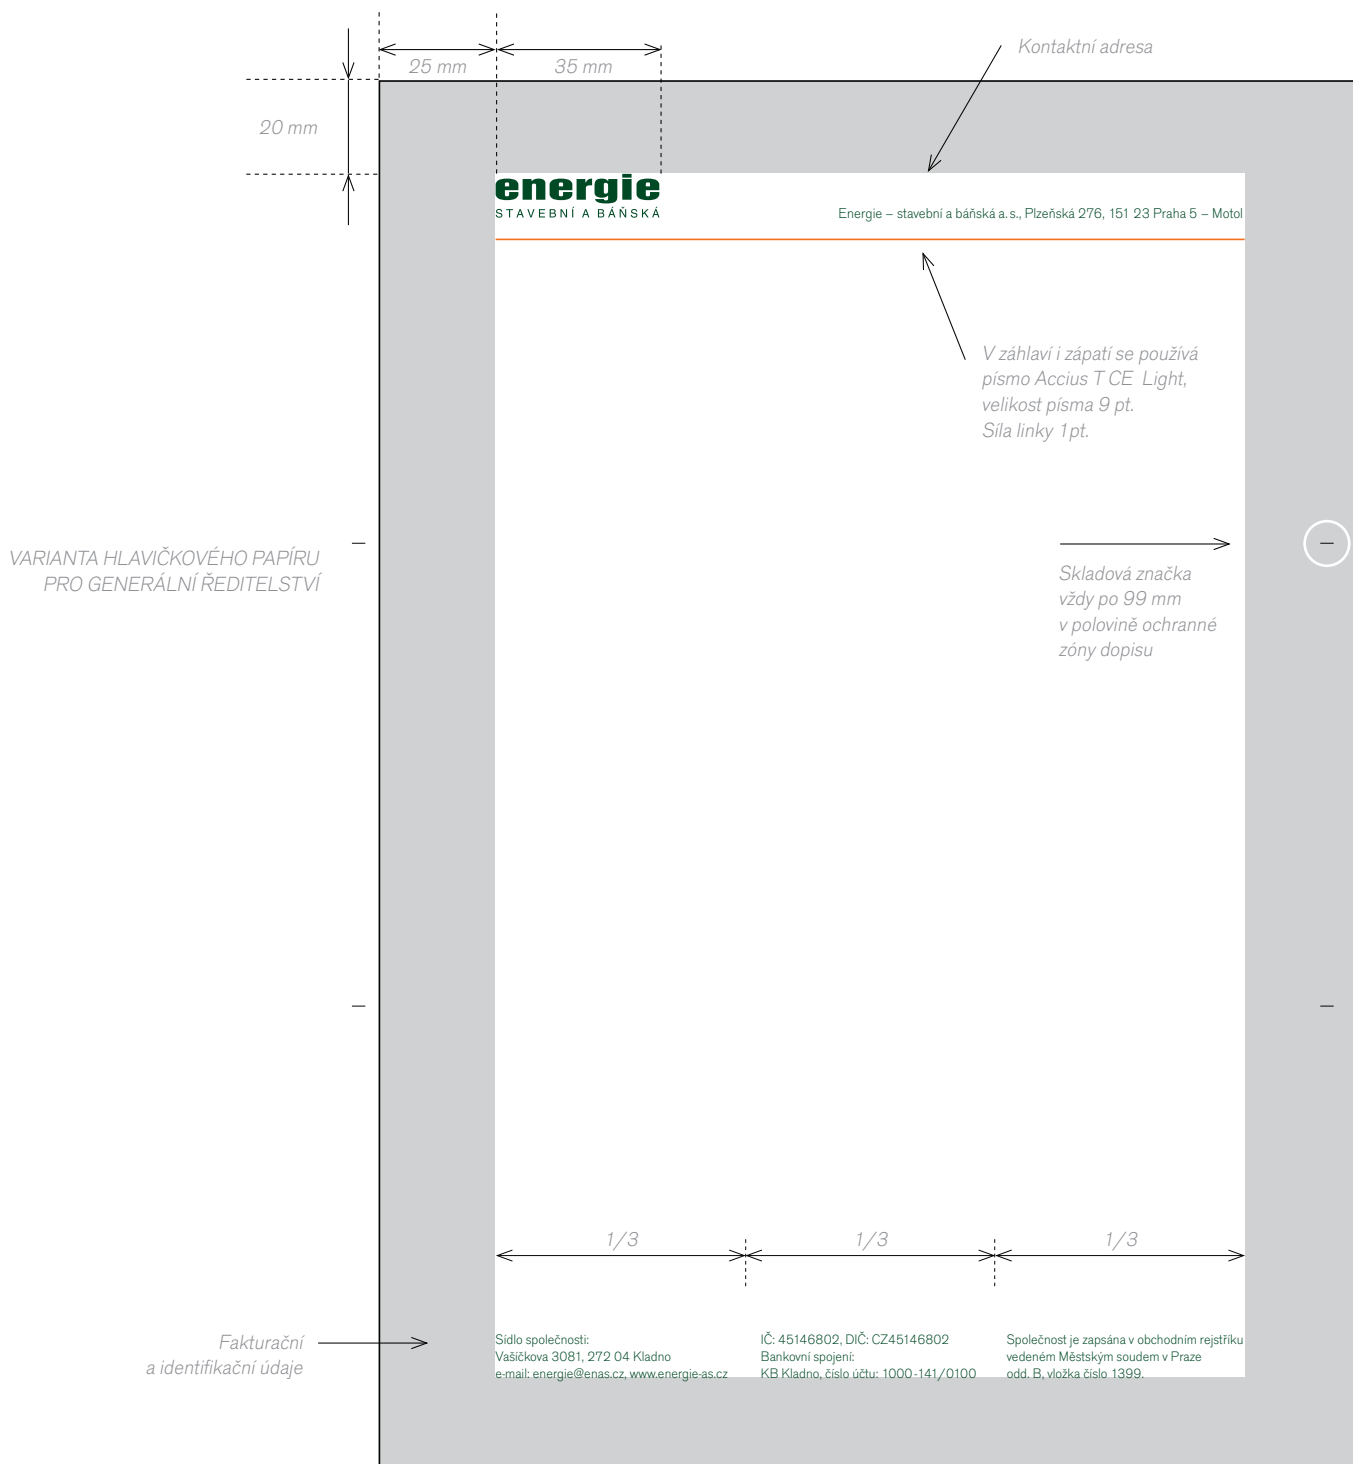 Kontaktní adresa
25 mm
35 mm
20 mm
energie
STAVEBNÍ A BÁŇSKÁ
Energie – stavební a báňská a. s., Plzeňská 276, 151 23 Praha 5 – Motol
V záhlaví i zápatí se používá
písmo Accius T CE Light,
velikost písma 9 pt.
Síla linky 1pt.
VARIANTA HLAVIČKOVÉHO PAPÍRU
PRO GENERÁLNÍ ŘEDITELSTVÍ
Skladová značka
vždy po 99 mm
v polovině ochranné
zóny dopisu
1/3
1/3
1/3
Fakturační
a identifikační údaje
Sídlo společnosti:
Vašíčkova 3081, 272 04 Kladno
e-mail: energie@enas.cz, www.energie-as.cz
IČ: 45146802, DIČ: CZ45146802
Bankovní spojení:
KB Kladno, číslo účtu: 1000-141/0100
Společnost je zapsána v obchodním rejstříku
vedeném Městským soudem v Praze
odd. B, vložka číslo 1399.